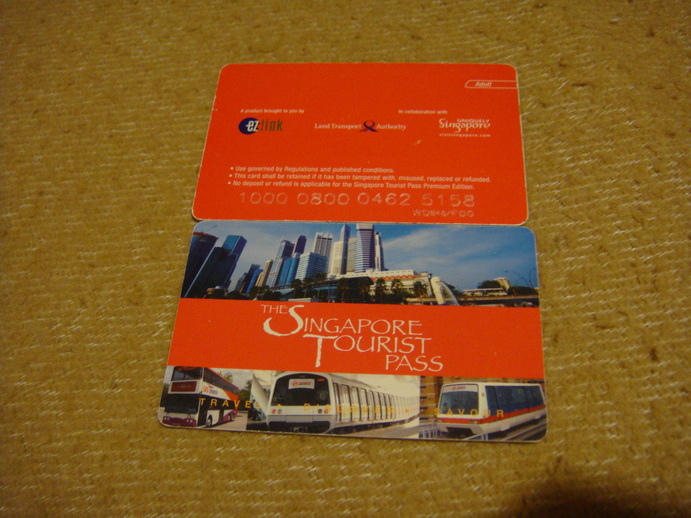 Adult
A product brought to you by
In collaboration with
ezlink
Land Transport Authority
UNIQUELY
Singapore
visitsingapore.com
• Use governed by Regulations and published conditions.
• This card shall be retained if it has been tampered with, misused, replaced or refunded.
• No deposit or refund is applicable for the Singapore Tourist Pass Premium Edition.
1000 0800 0462 5158
THE
SINGAPORE
TOURIST
PASS